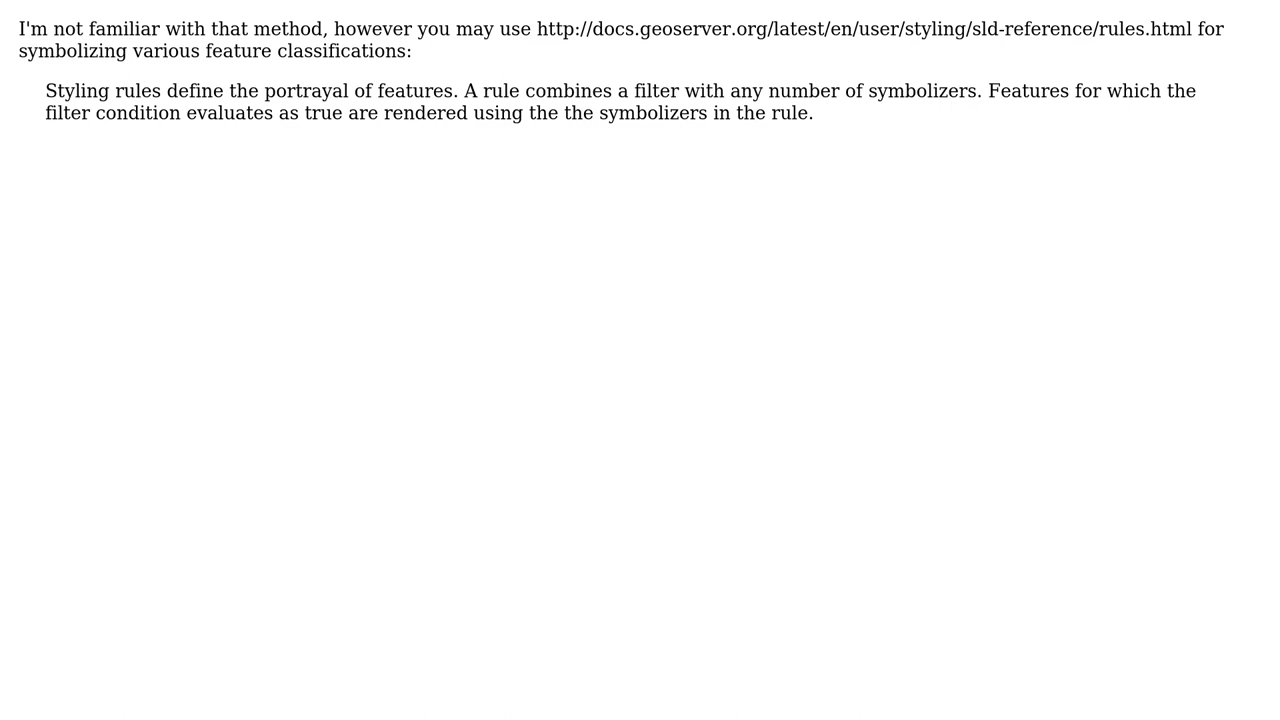 I'm not familiar with that method, however you may use http://docs.geoserver.org/latest/en/user/styling/sld-reference/rules.html for
symbolizing various feature classifications:
Styling rules define the portrayal of features. A rule combines a filter with any number of symbolizers. Features for which the
filter condition evaluates as true are rendered using the the symbolizers in the rule.